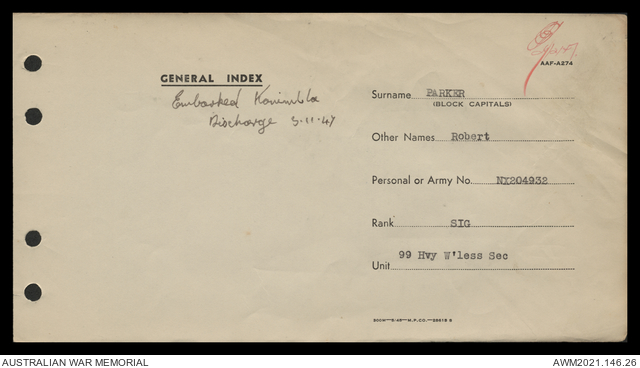 AAF-A274
GENERAL INDEX
Embarked Kanimbla
Discharge 5-11-47
Surname PARKER
(BLOCK CAPITALS)
Other Names Robert
Personal or Army No. NX204932
Rank SIG
Unit 99 Hvy W'less Sec
AUSTRALIAN WAR MEMORIAL
AWM2021.146.26